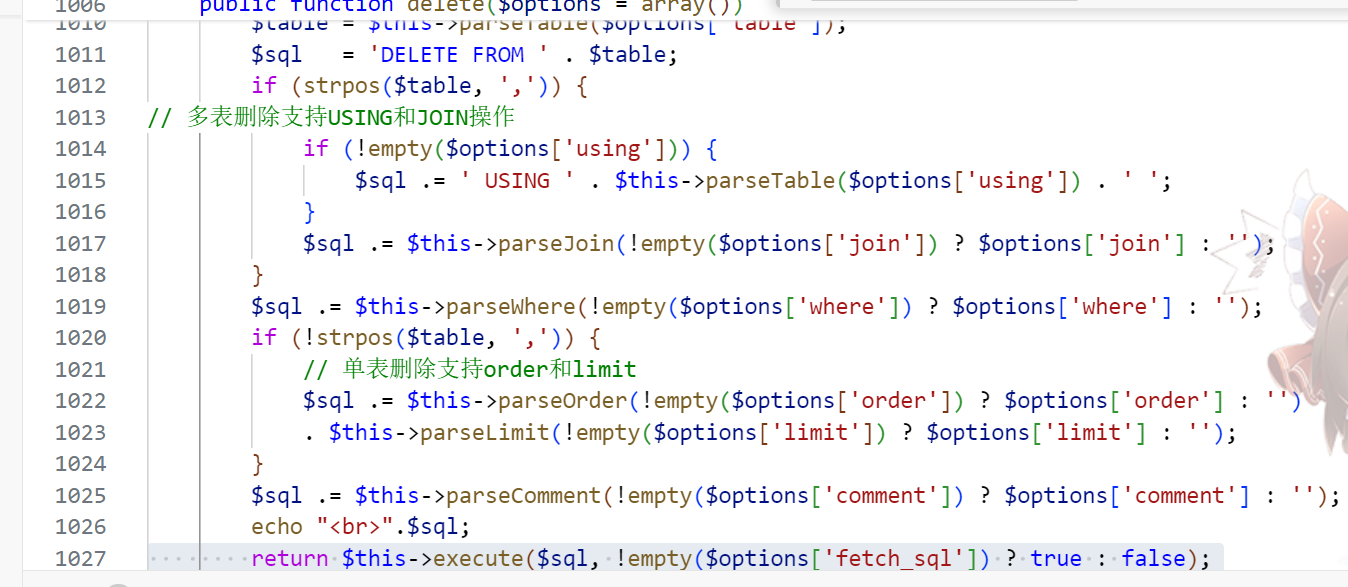 1006 public function delete($options = array())
1010 $table = $this->parseTable($options['table']);
1011 $sql   = 'DELETE FROM ' . $table;
1012 if (strpos($table, ',')) {
1013 // 多表删除支持USING和JOIN操作
1014 if (!empty($options['using'])) {
1015 $sql .= ' USING ' . $this->parseTable($options['using']) . ' ';
1016 }
1017 $sql .= $this->parseJoin(!empty($options['join']) ? $options['join'] : '');
1018 }
1019 $sql .= $this->parseWhere(!empty($options['where']) ? $options['where'] : '');
1020 if (!strpos($table, ',')) {
1021 // 单表删除支持order和limit
1022 $sql .= $this->parseOrder(!empty($options['order']) ? $options['order'] : '')
1023 . $this->parseLimit(!empty($options['limit']) ? $options['limit'] : '');
1024 }
1025 $sql .= $this->parseComment(!empty($options['comment']) ? $options['comment'] : '');
1026 echo "<br>".$sql;
1027 return $this->execute($sql, !empty($options['fetch_sql']) ? true : false);